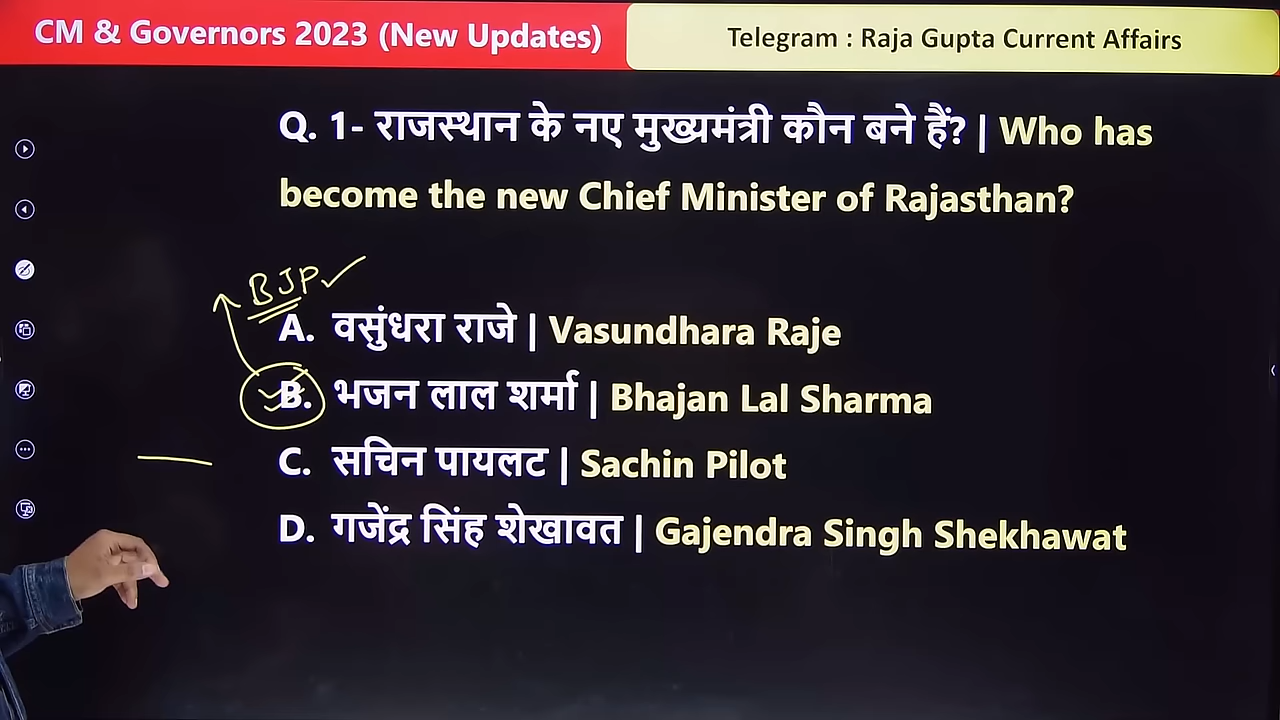 CM & Governors 2023 (New Updates)
Telegram : Raja Gupta Current Affairs
Q. 1- राजस्थान के नए मुख्यमंत्री कौन बने हैं? | Who has
become the new Chief Minister of Rajasthan?
BJP
A. वसुंधरा राजे | Vasundhara Raje
B. भजन लाल शर्मा | Bhajan Lal Sharma
C. सचिन पायलट | Sachin Pilot
D. गजेंद्र सिंह शेखावत | Gajendra Singh Shekhawat